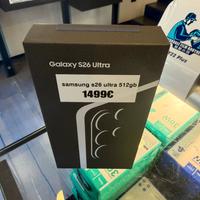 Galaxy S26 Ultra
samsung s26 ultra 512gb
1499€